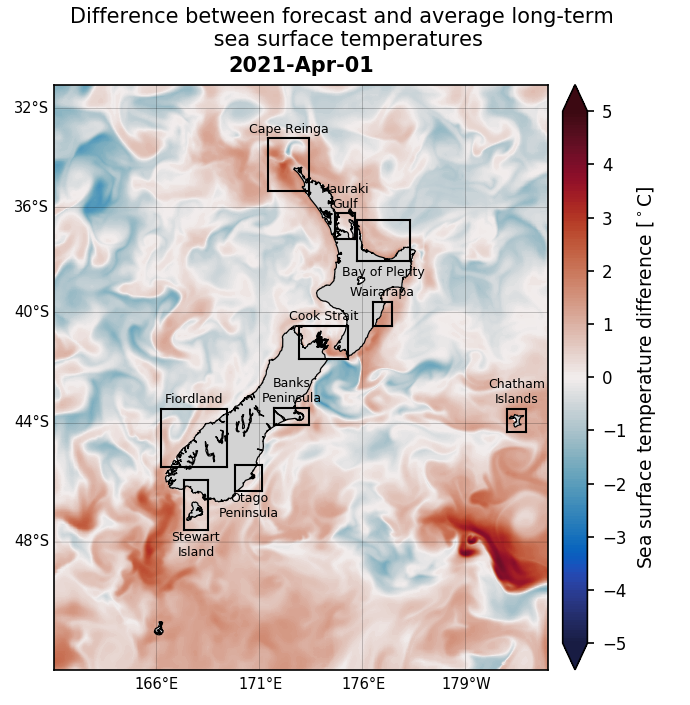 Difference between forecast and average long-term
sea surface temperatures
2021-Apr-01
32°S
36°S
40°S
44°S
48°S
Cape Reinga
Hauraki
Gulf
Bay of Plenty
Wairarapa
Cook Strait
Banks
Peninsula
Fiordland
Chatham
Islands
Otago
Peninsula
Stewart
Island
166°E
171°E
176°E
179°W
5
4
3
2
1
0
−1
−2
−3
−4
−5
Sea surface temperature difference [°C]